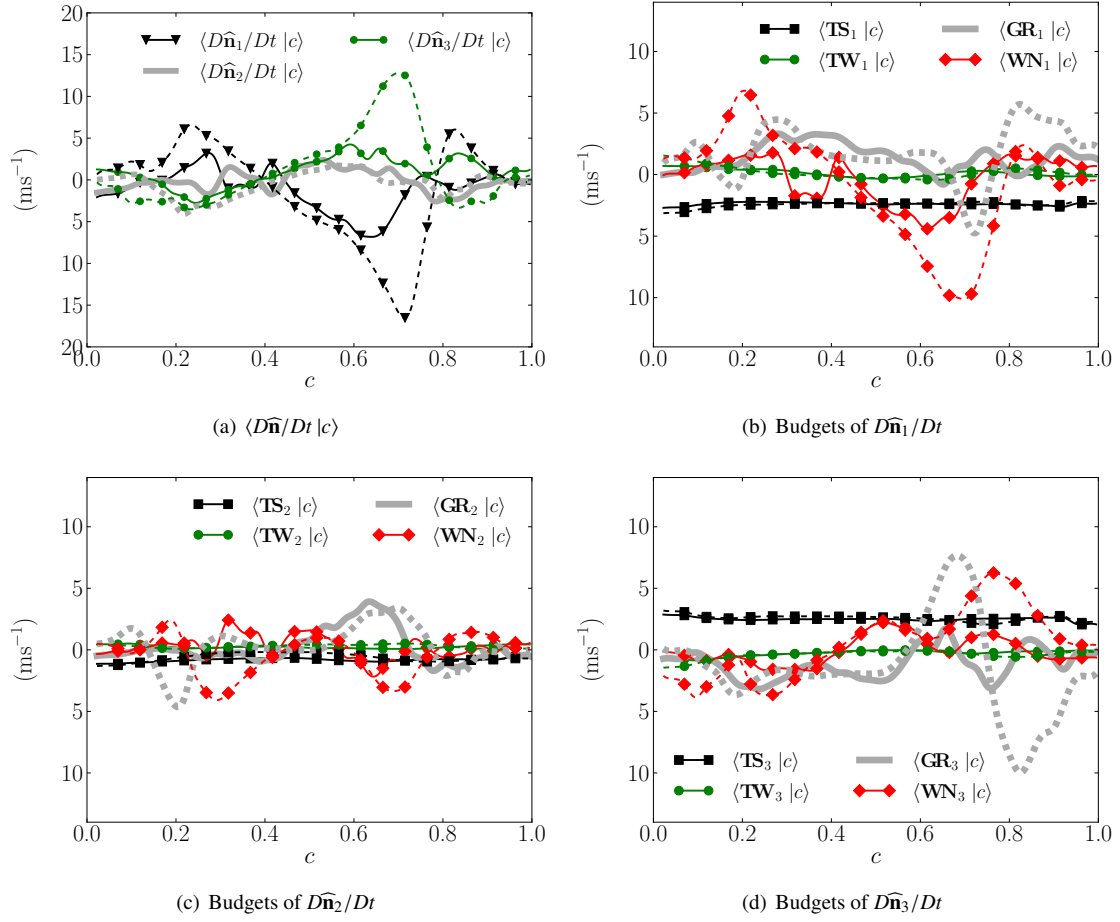 20
15
10
5
0
5
10
15
20
(ms⁻¹)
⟨Dn̂₁/Dt |c⟩
⟨Dn̂₂/Dt |c⟩
⟨Dn̂₃/Dt |c⟩
0.0 0.2 0.4 0.6 0.8 1.0
c
(a) ⟨Dn̂/Dt |c⟩
10
5
0
5
10
(ms⁻¹)
⟨TS₁ |c⟩ ⟨GR₁ |c⟩
⟨TW₁ |c⟩ ⟨WN₁ |c⟩
0.0 0.2 0.4 0.6 0.8 1.0
c
(b) Budgets of Dn̂₁/Dt
10
5
0
5
10
(ms⁻¹)
⟨TS₂ |c⟩ ⟨GR₂ |c⟩
⟨TW₂ |c⟩ ⟨WN₂ |c⟩
0.0 0.2 0.4 0.6 0.8 1.0
c
(c) Budgets of Dn̂₂/Dt
10
5
0
5
10
(ms⁻¹)
⟨TS₃ |c⟩ ⟨GR₃ |c⟩
⟨TW₃ |c⟩ ⟨WN₃ |c⟩
0.0 0.2 0.4 0.6 0.8 1.0
c
(d) Budgets of Dn̂₃/Dt